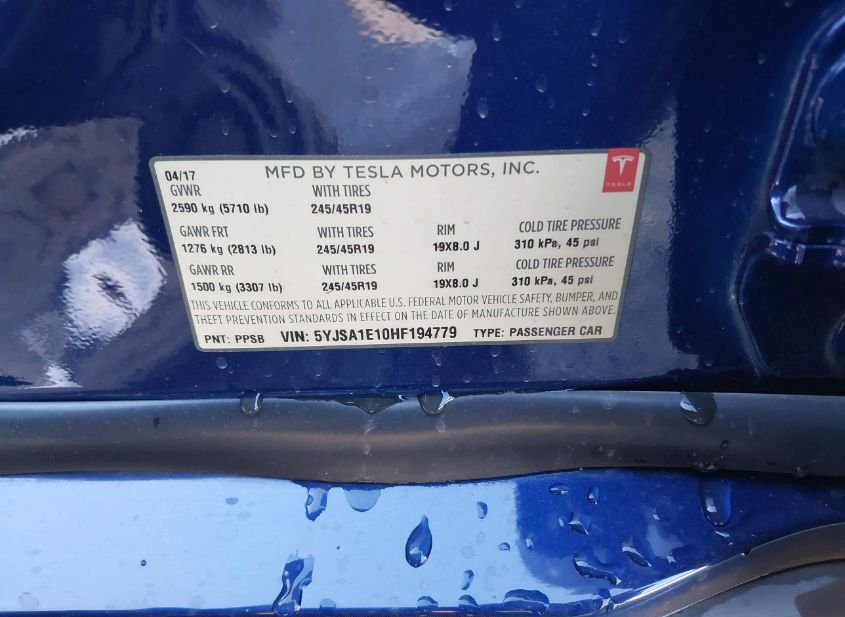 04/17 MFD BY TESLA MOTORS, INC.
TESLA
GVWR WITH TIRES
2590 kg (5710 lb) 245/45R19
GAWR FRT WITH TIRES RIM COLD TIRE PRESSURE
1276 kg (2813 lb) 245/45R19 19X8.0 J 310 kPa, 45 psi
GAWR RR WITH TIRES RIM COLD TIRE PRESSURE
1500 kg (3307 lb) 245/45R19 19X8.0 J 310 kPa, 45 psi
THIS VEHICLE CONFORMS TO ALL APPLICABLE U.S. FEDERAL MOTOR VEHICLE SAFETY, BUMPER, AND
THEFT PREVENTION STANDARDS IN EFFECT ON THE DATE OF MANUFACTURE SHOWN ABOVE.
PNT: PPSB VIN: 5YJSA1E10HF194779 TYPE: PASSENGER CAR